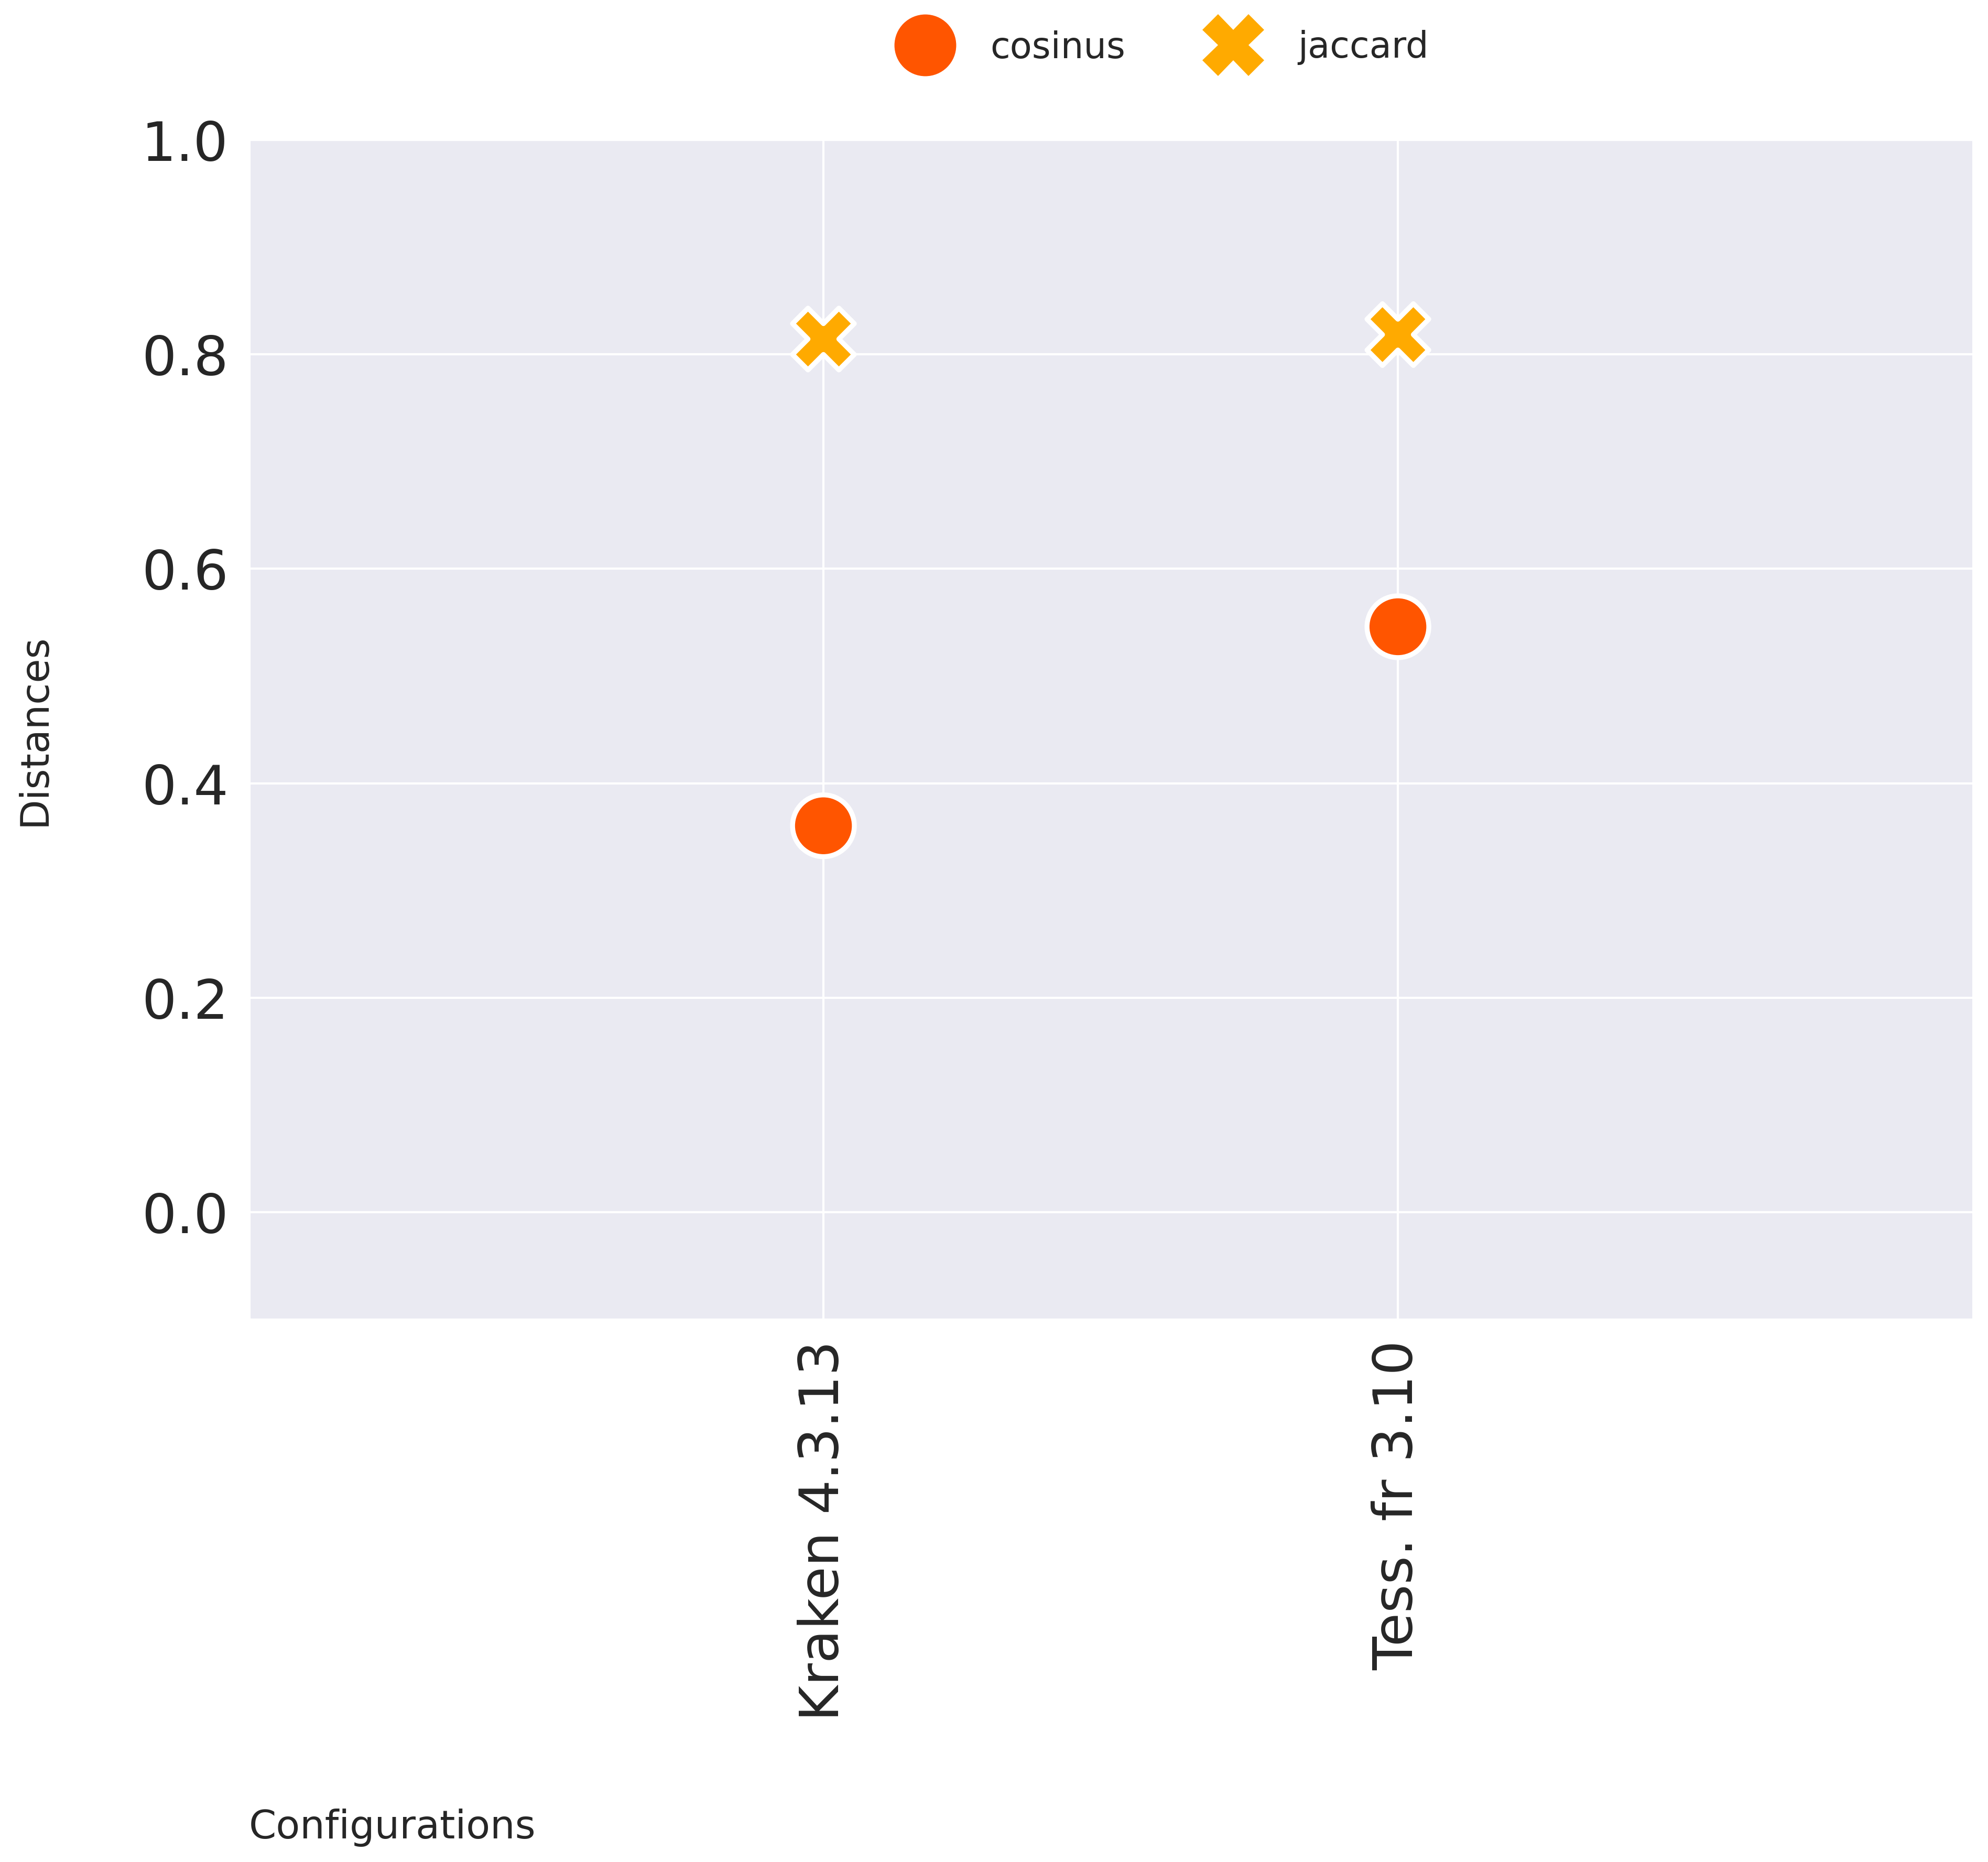 cosinus jaccard
1.0
0.8
0.6
0.4
0.2
0.0
Distances
Kraken 4.3.13
Tess. fr 3.10
Configurations